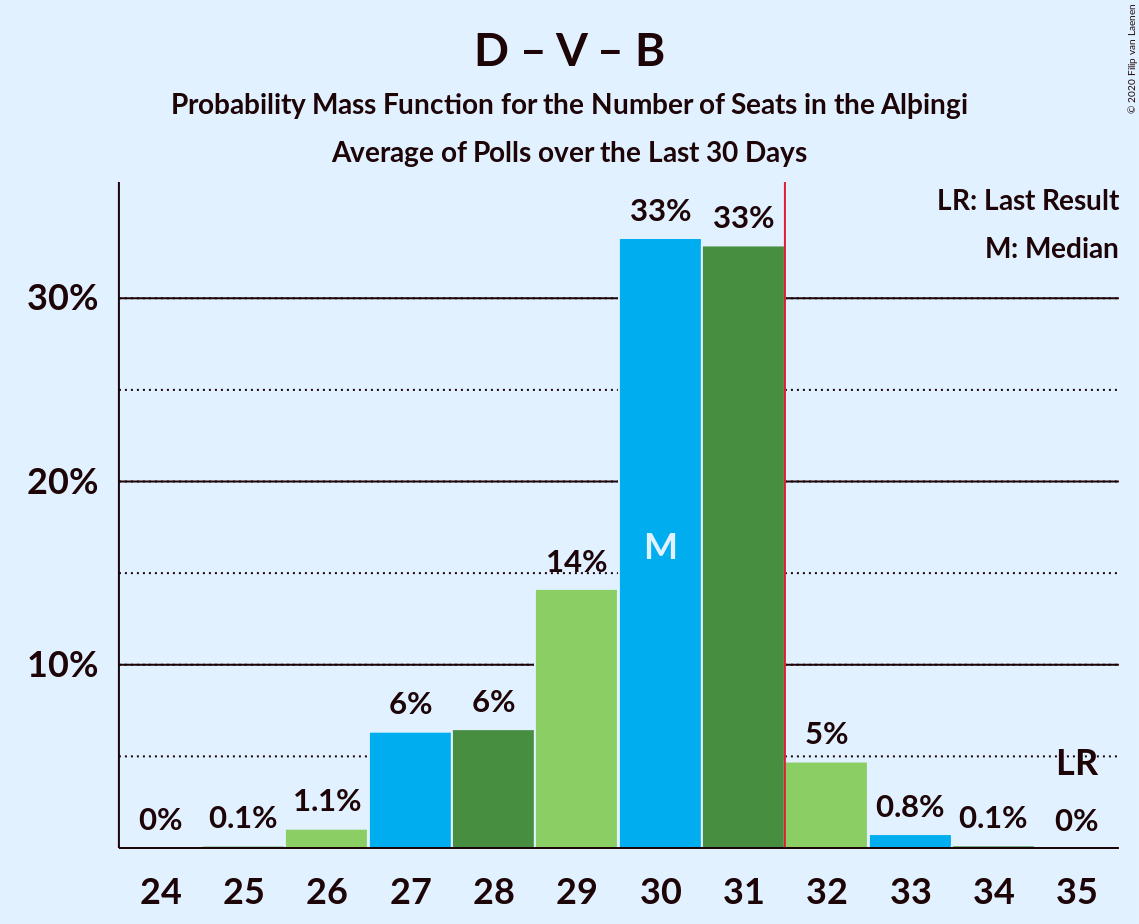 D – V – B
Probability Mass Function for the Number of Seats in the Alþingi
Average of Polls over the Last 30 Days
© 2020 Filip van Laenen
LR: Last Result
M: Median
30%
20%
10%
0%
0.1%
1.1%
6%
6%
14%
33%
33%
5%
0.8%
0.1%
0%
M
LR
24 25 26 27 28 29 30 31 32 33 34 35